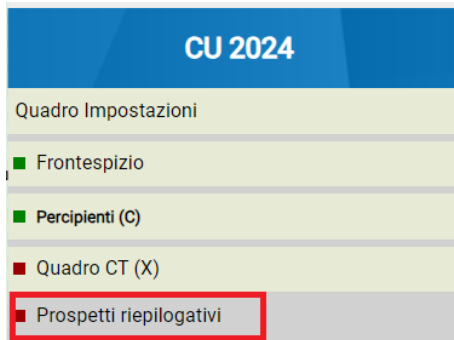 CU 2024
Quadro Impostazioni
Frontespizio
Percipienti (C)
Quadro CT (X)
Prospetti riepilogativi